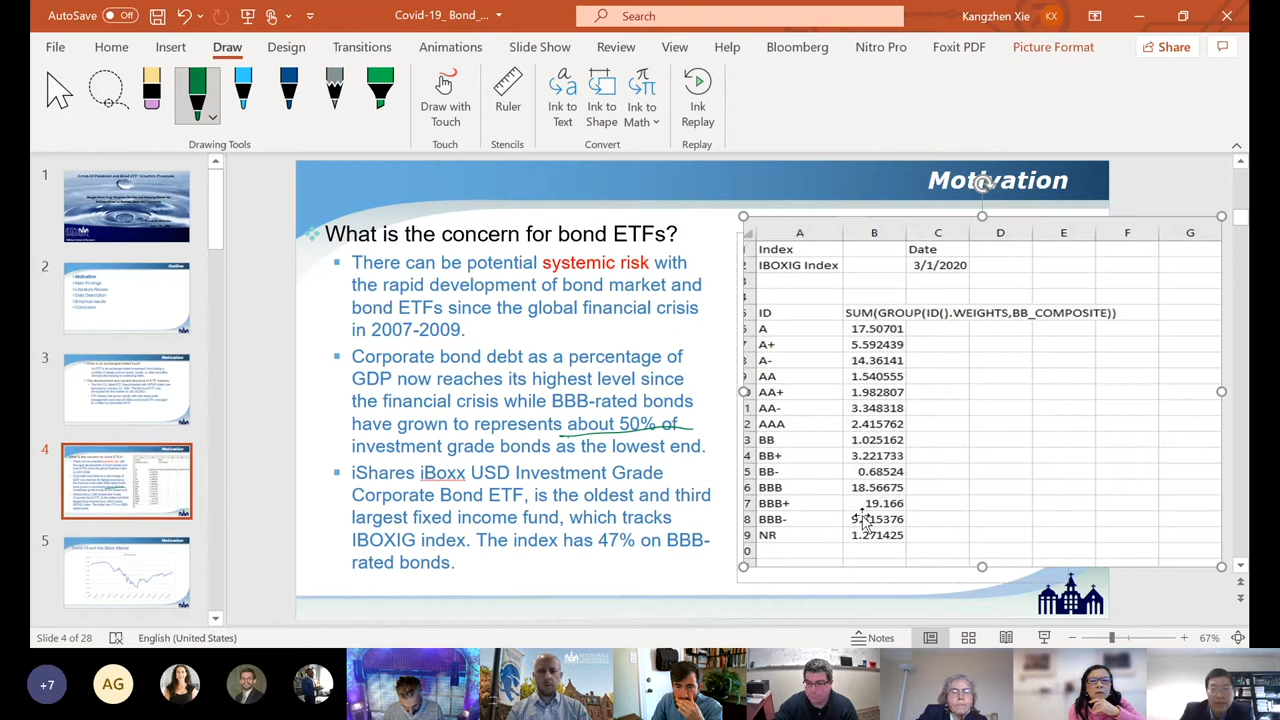 AutoSave Off
Covid-19_ Bond_...
Search
Kangzhen Xie KX
File Home Insert Draw Design Transitions Animations Slide Show Review View Help Bloomberg Nitro Pro Foxit PDF Picture Format Share
Draw with Touch
Ruler
Ink to Text
Ink to Shape
Ink to Math
Ink Replay
Drawing Tools Touch Stencils Convert Replay
1
2
3
4
5
Motivation
What is the concern for bond ETFs?
There can be potential systemic risk with
the rapid development of bond market and
bond ETFs since the global financial crisis
in 2007-2009.
Corporate bond debt as a percentage of
GDP now reaches its highest level since
the financial crisis while BBB-rated bonds
have grown to represents about 50% of
investment grade bonds as the lowest end.
iShares iBoxx USD Investment Grade
Corporate Bond ETF, is the oldest and third
largest fixed income fund, which tracks
IBOXIG index. The index has 47% on BBB-
rated bonds.
A B C D E F G
Index Date
IBOXIG Index 3/1/2020
ID SUM(GROUP(ID().WEIGHTS,BB_COMPOSITE))
A 17.50701
A+ 5.592439
A- 14.36141
AA 1.540555
AA+ 1.982807
AA- 3.348318
AAA 2.415762
BB 1.022162
BB+ 3.221733
BB- 0.68524
BBB 18.56675
BBB+ 19.166
BBB-
NR 1.271425
Slide 4 of 28 English (United States) Notes 67%
+7 AG